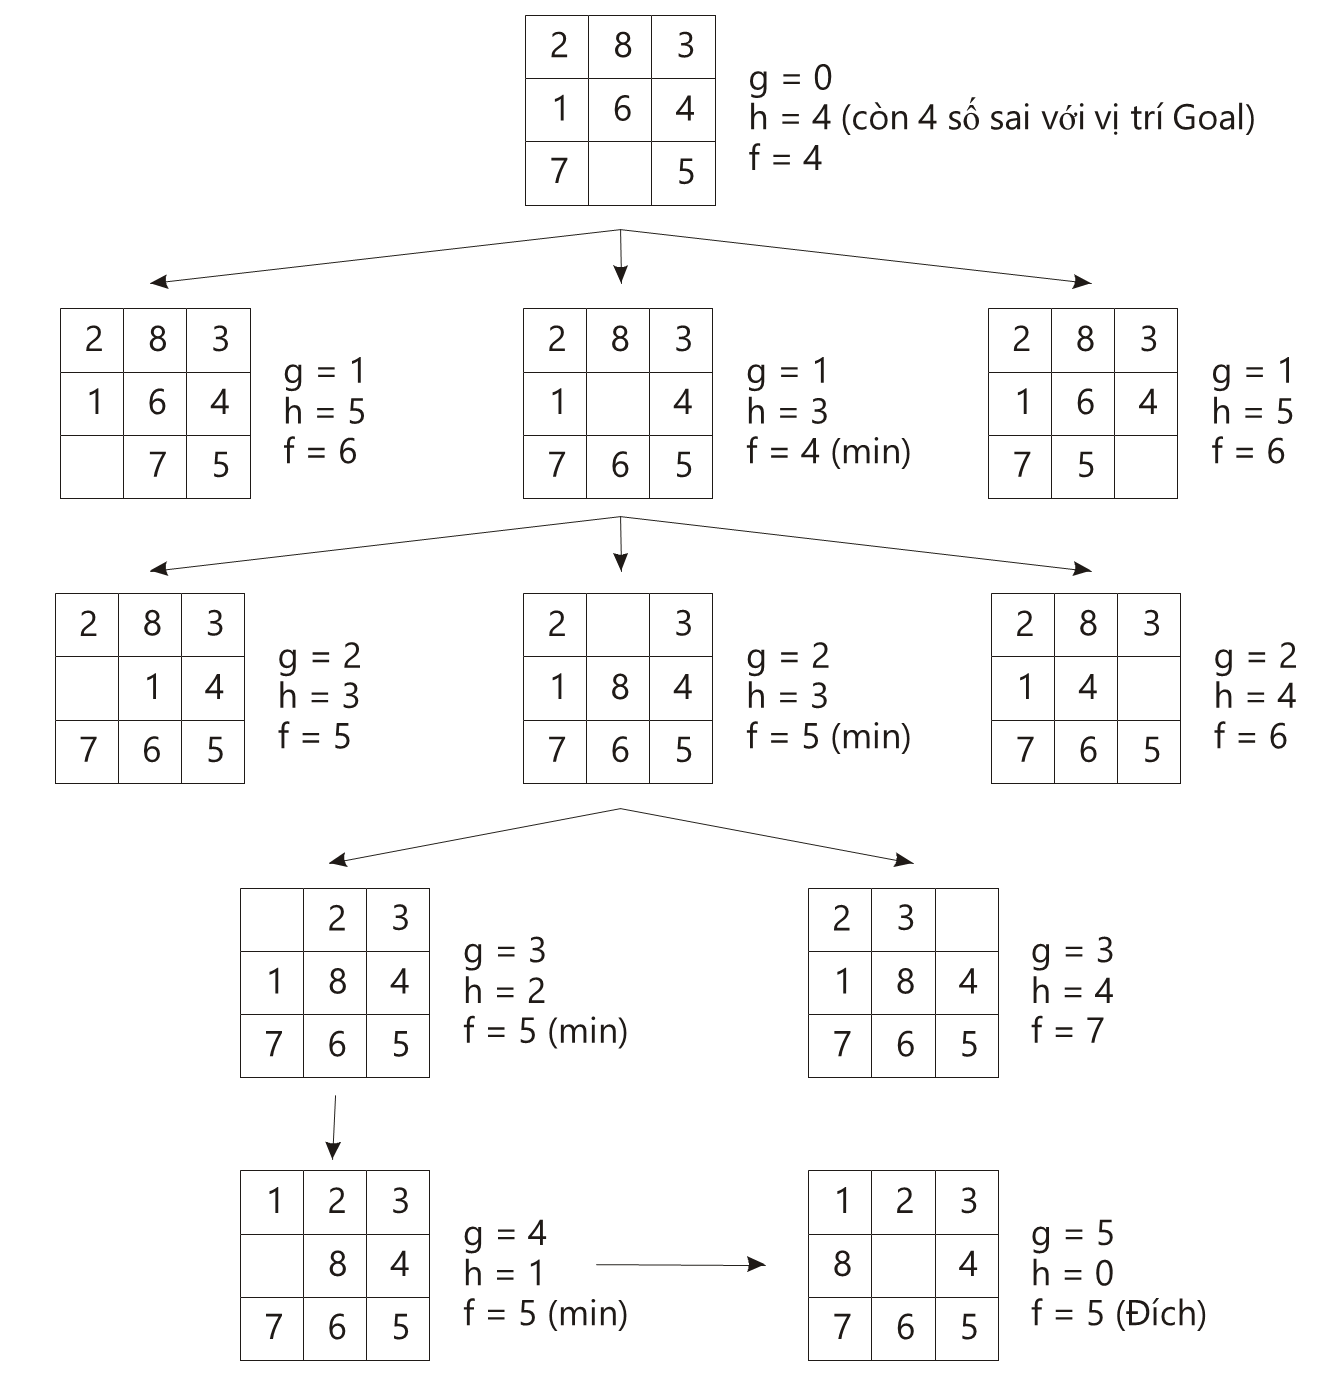 2 8 3
1 6 4
7 5
g = 0
h = 4 (còn 4 số sai với vị trí Goal)
f = 4
2 8 3
1 6 4
7 5
g = 1
h = 5
f = 6
2 8 3
1 4
7 6 5
g = 1
h = 3
f = 4 (min)
2 8 3
1 6 4
7 5
g = 1
h = 5
f = 6
2 8 3
1 4
7 6 5
g = 2
h = 3
f = 5
2 3
1 8 4
7 6 5
g = 2
h = 3
f = 5 (min)
2 8 3
1 4
7 6 5
g = 2
h = 4
f = 6
2 3
1 8 4
7 6 5
g = 3
h = 2
f = 5 (min)
2 3
1 8 4
7 6 5
g = 3
h = 4
f = 7
1 2 3
8 4
7 6 5
g = 4
h = 1
f = 5 (min)
1 2 3
8 4
7 6 5
g = 5
h = 0
f = 5 (Đích)